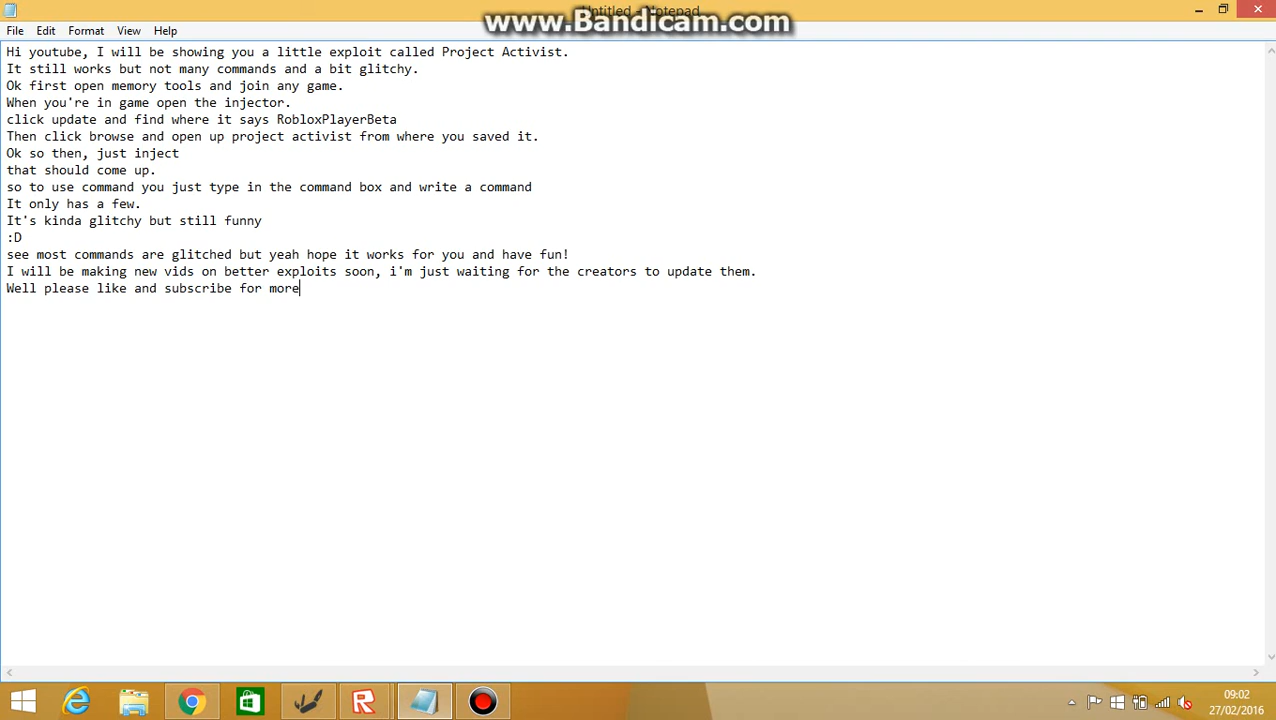 Untitled - Notepad
www.Bandicam.com
File Edit Format View Help
Hi youtube, I will be showing you a little exploit called Project Activist.
It still works but not many commands and a bit glitchy.
Ok first open memory tools and join any game.
When you're in game open the injector.
click update and find where it says RobloxPlayerBeta
Then click browse and open up project activist from where you saved it.
Ok so then, just inject
that should come up.
so to use command you just type in the command box and write a command
It only has a few.
It's kinda glitchy but still funny
:D
see most commands are glitched but yeah hope it works for you and have fun!
I will be making new vids on better exploits soon, i'm just waiting for the creators to update them.
Well please like and subscribe for more
09:02
27/02/2016